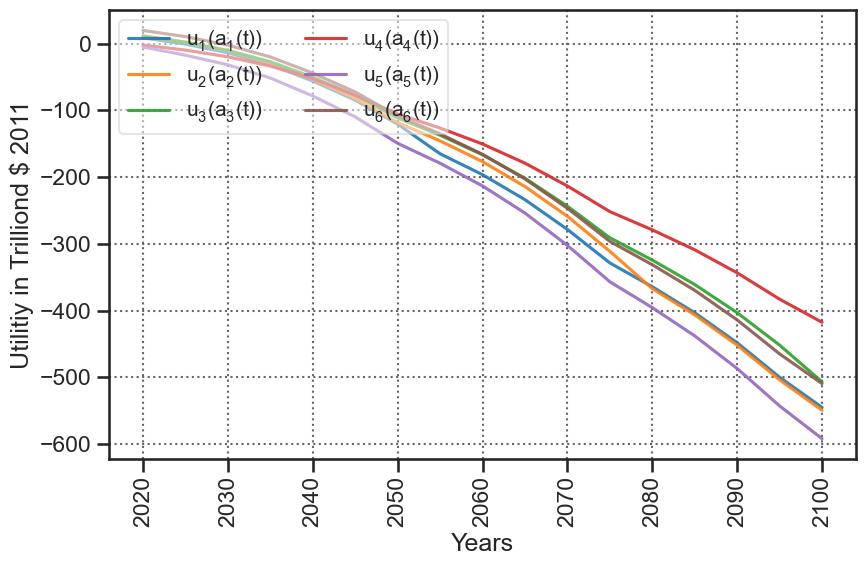 0
−100
−200
−300
−400
−500
−600
Utilitiy in Trilliond $ 2011
u₁(a₁(t))
u₂(a₂(t))
u₃(a₃(t))
u₄(a₄(t))
u₅(a₅(t))
u₆(a₆(t))
2020
2030
2040
2050
2060
2070
2080
2090
2100
Years